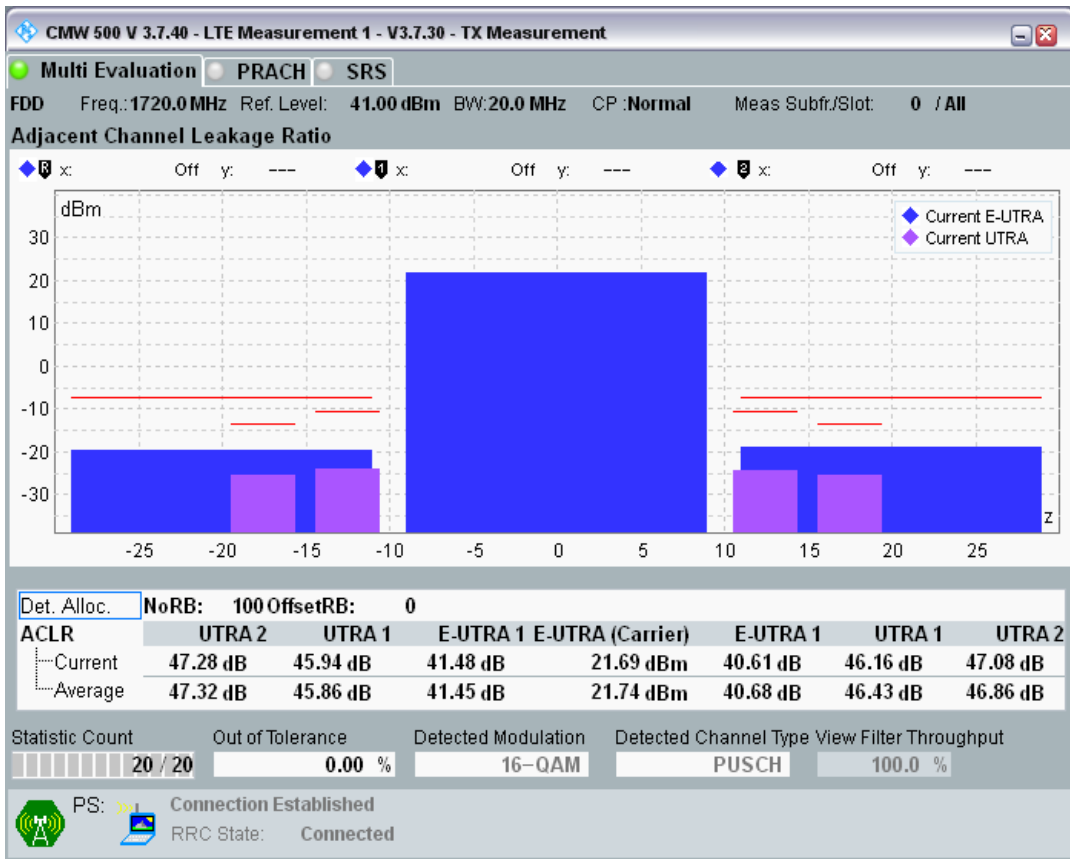 CMW 500 V 3.7.40 - LTE Measurement 1 - V3.7.30 - TX Measurement
Multi Evaluation PRACH SRS
FDD Freq.:1720.0 MHz Ref. Level: 41.00 dBm BW:20.0 MHz CP :Normal Meas Subfr./Slot: 0 / All
Adjacent Channel Leakage Ratio
R x: Off y: --- 1 x: Off y: --- 2 x: Off y: ---
dBm
Current E-UTRA
Current UTRA
30
20
10
0
-10
-20
-30
z
-25 -20 -15 -10 -5 0 5 10 15 20 25
Det. Alloc. NoRB: 100 OffsetRB: 0
ACLR UTRA 2 UTRA 1 E-UTRA 1 E-UTRA (Carrier) E-UTRA 1 UTRA 1 UTRA 2
Current 47.28 dB 45.94 dB 41.48 dB 21.69 dBm 40.61 dB 46.16 dB 47.08 dB
Average 47.32 dB 45.86 dB 41.45 dB 21.74 dBm 40.68 dB 46.43 dB 46.86 dB
Statistic Count Out of Tolerance Detected Modulation Detected Channel Type View Filter Throughput
20 / 20 0.00 % 16-QAM PUSCH 100.0 %
PS: Connection Established
RRC State: Connected